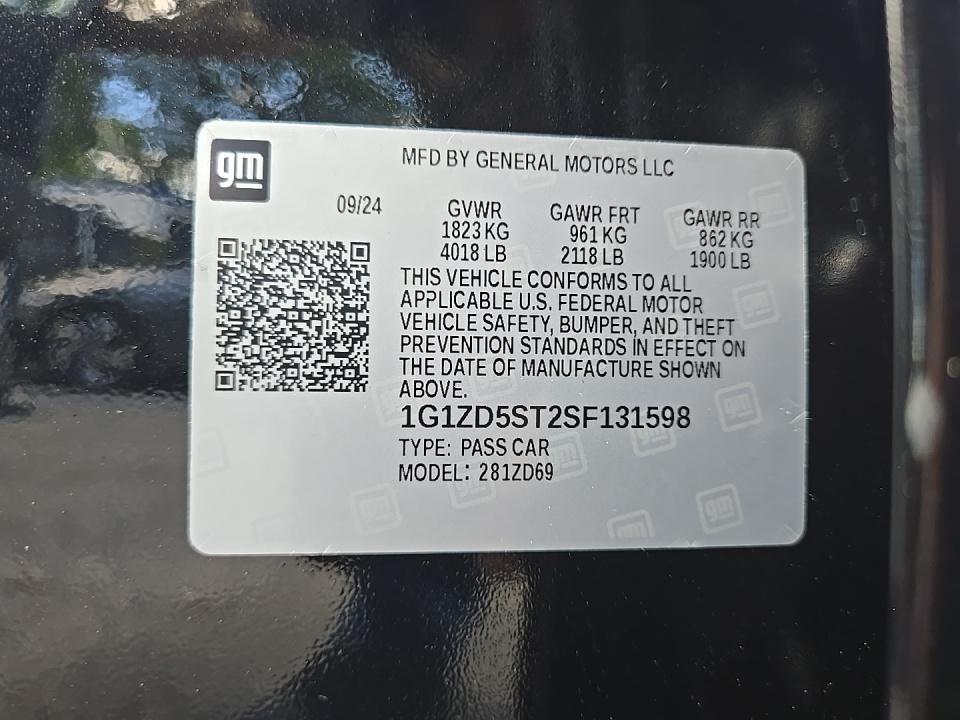 gm
MFD BY GENERAL MOTORS LLC
09/24
GVWR GAWR FRT GAWR RR
1823 KG 961 KG 862 KG
4018 LB 2118 LB 1900 LB
THIS VEHICLE CONFORMS TO ALL
APPLICABLE U.S. FEDERAL MOTOR
VEHICLE SAFETY, BUMPER, AND THEFT
PREVENTION STANDARDS IN EFFECT ON
THE DATE OF MANUFACTURE SHOWN
ABOVE.
1G1ZD5ST2SF131598
TYPE: PASS CAR
MODEL: 281ZD69